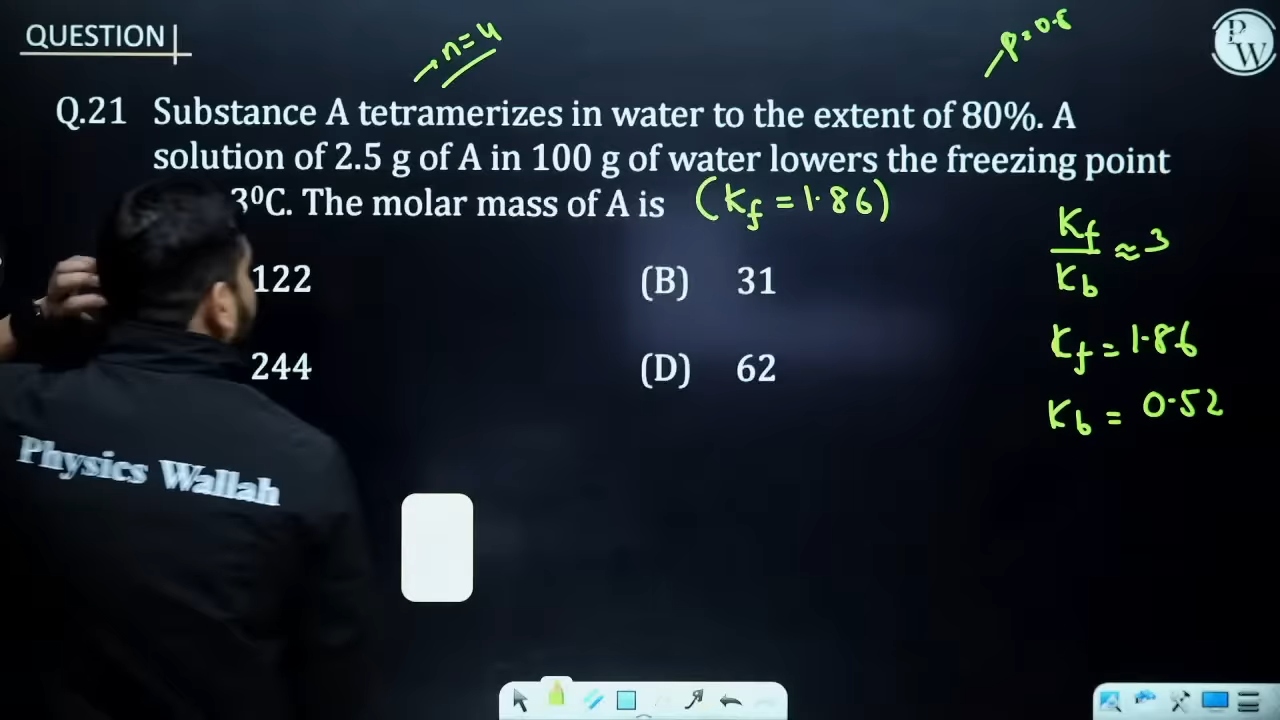 QUESTION
n=4
β=0.8
P
W
Q.21 Substance A tetramerizes in water to the extent of 80%. A
solution of 2.5 g of A in 100 g of water lowers the freezing point
3⁰C. The molar mass of A is (Kf = 1.86)
Kf/Kb ≈ 3
122
(B) 31
Kf = 1.86
244
(D) 62
Kb = 0.52
Physics Wallah